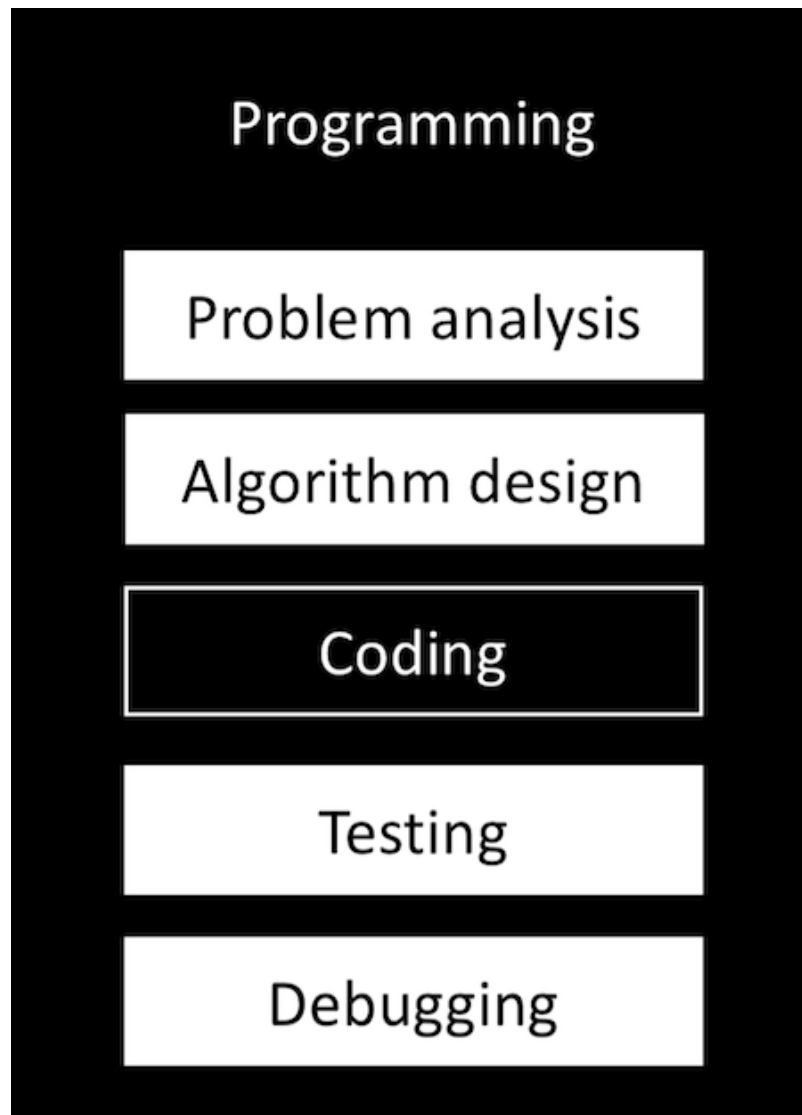 Programming
Problem analysis
Algorithm design
Coding
Testing
Debugging